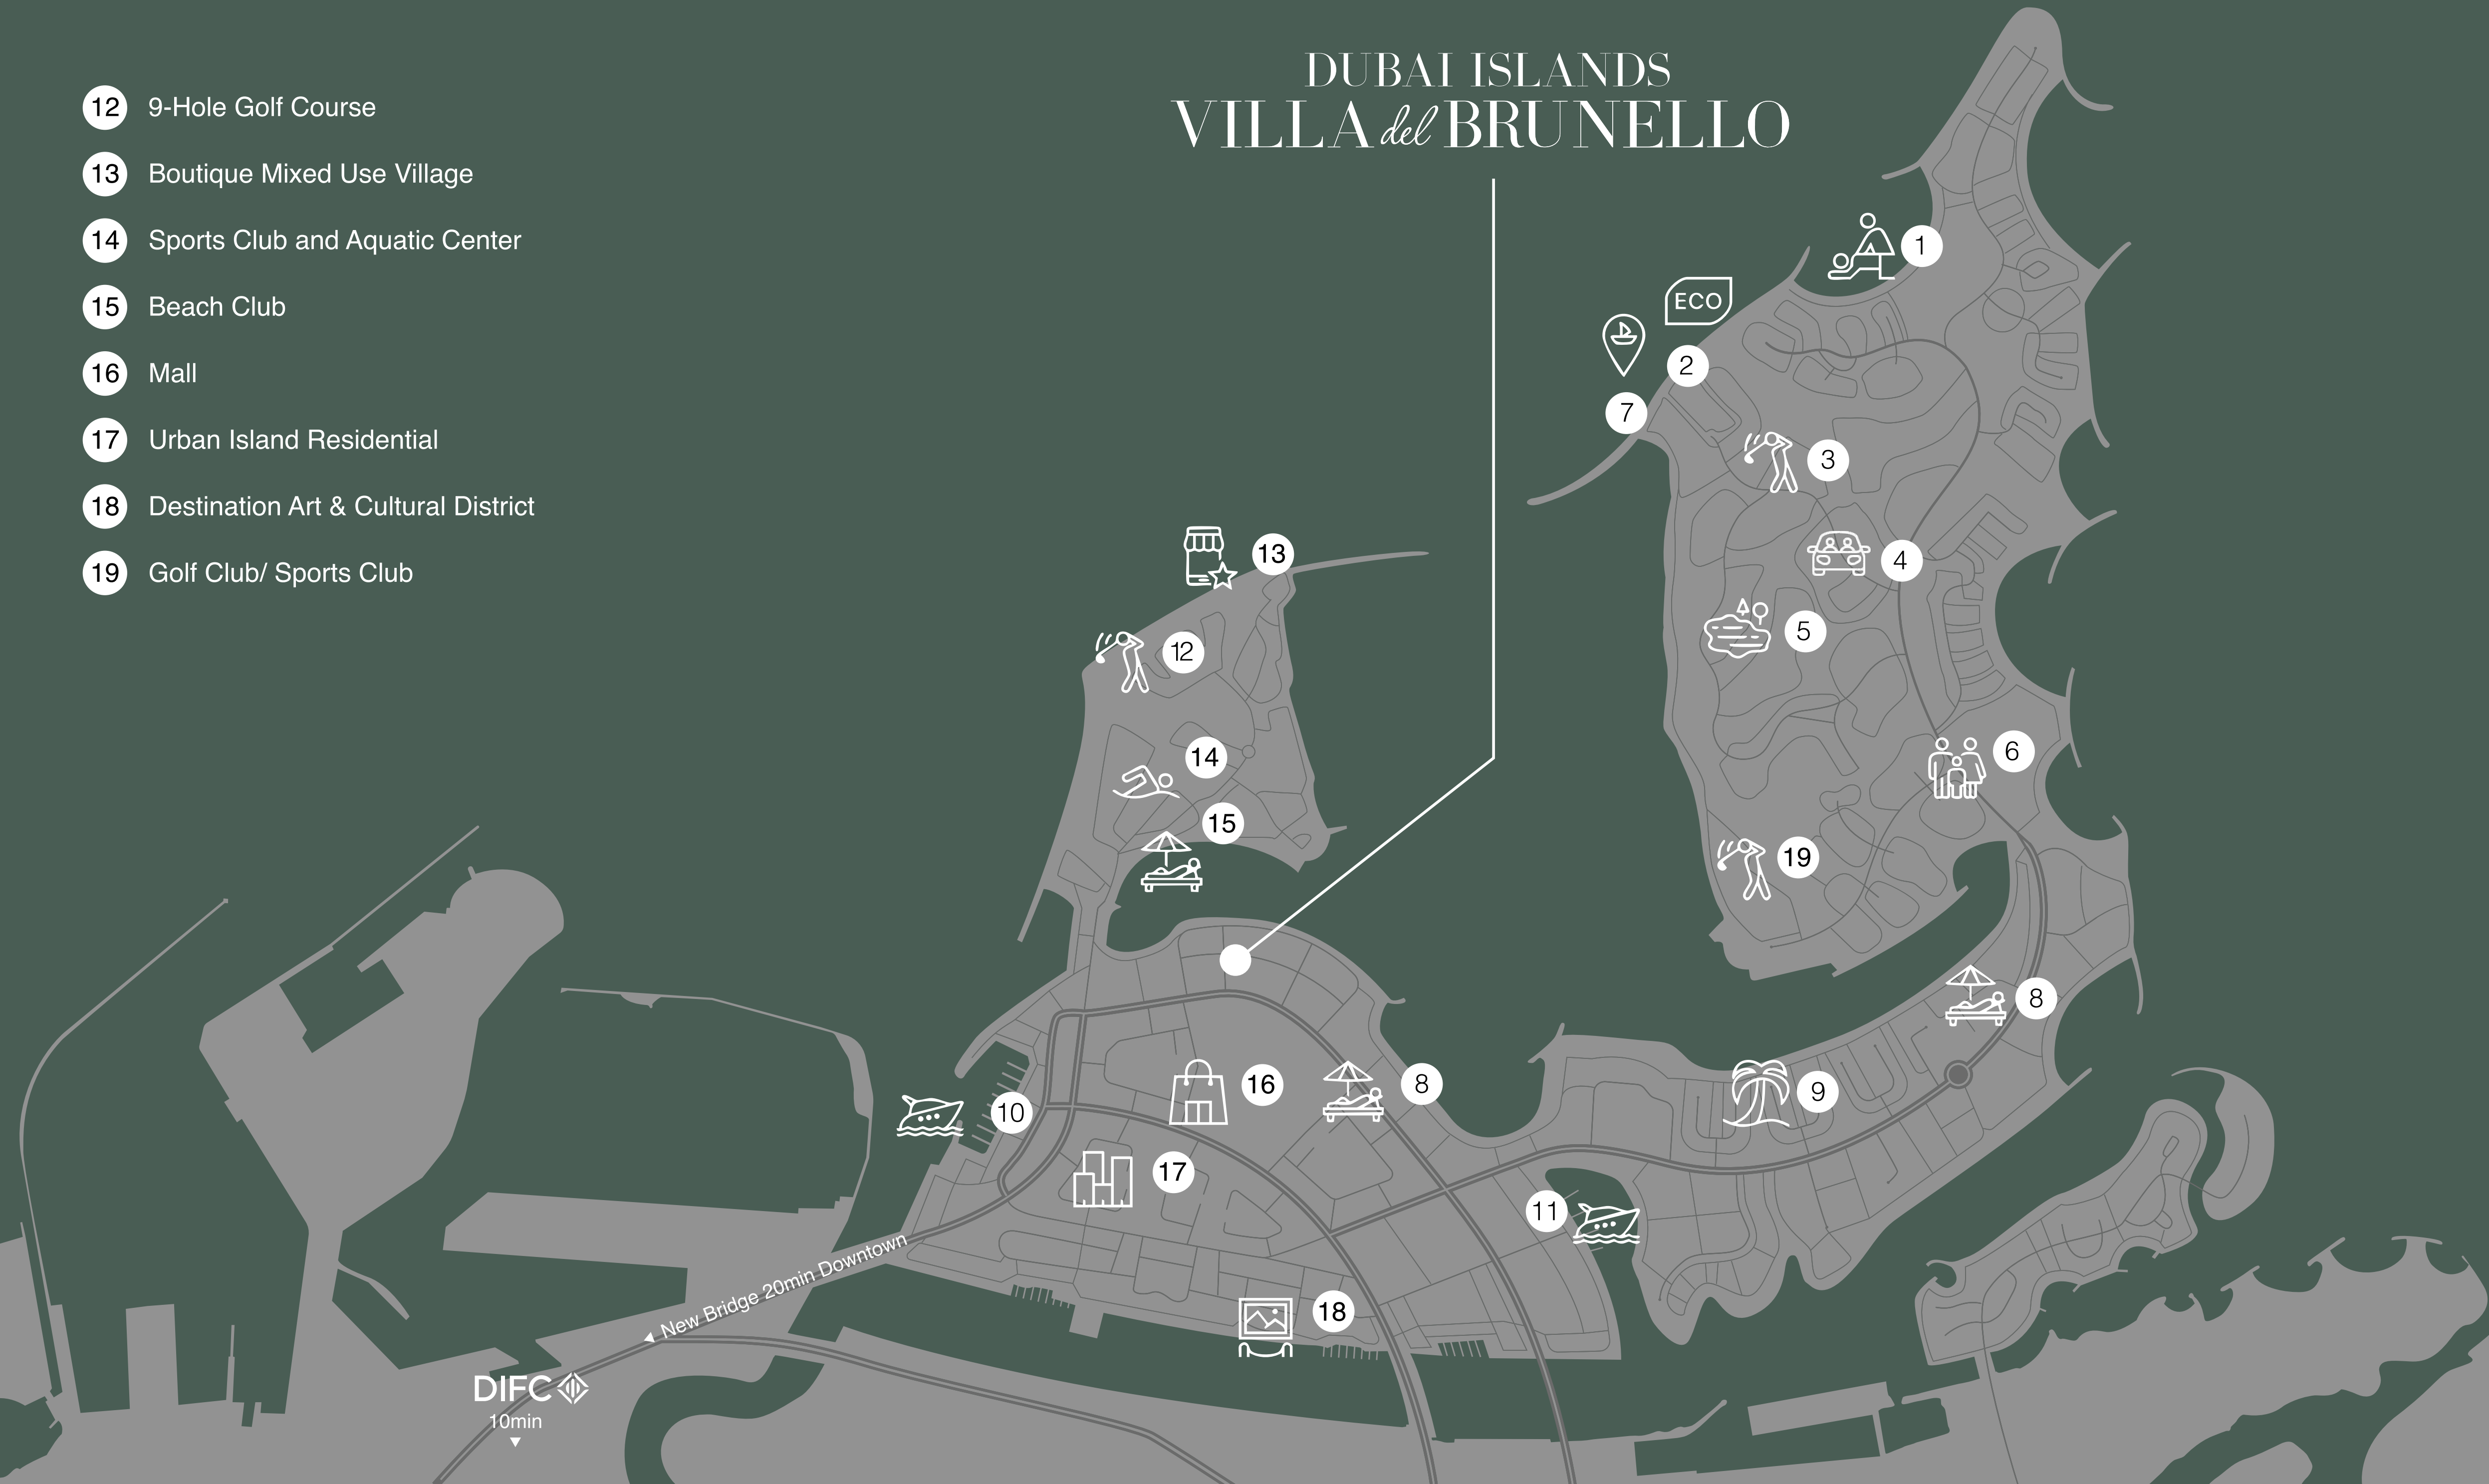 DUBAI ISLANDS
VILLA del BRUNELLO
12 9-Hole Golf Course
13 Boutique Mixed Use Village
14 Sports Club and Aquatic Center
15 Beach Club
16 Mall
17 Urban Island Residential
18 Destination Art & Cultural District
19 Golf Club/ Sports Club
1
ECO
2
7
3
4
5
6
19
8
9
13
12
14
15
16
8
10
17
11
18
New Bridge 20min Downtown
DIFC
10min